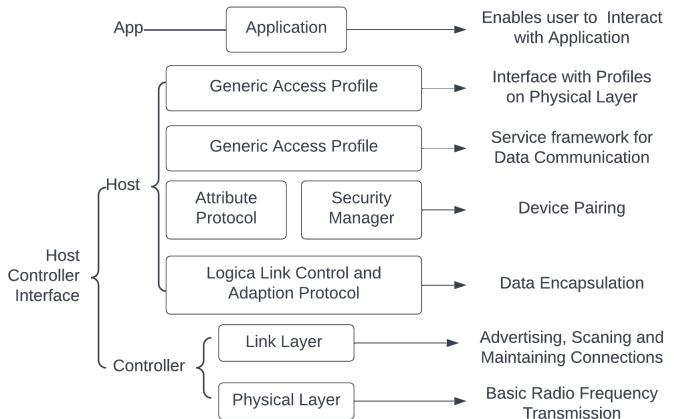 App
Application
Enables user to Interact
with Application
Generic Access Profile
Interface with Profiles
on Physical Layer
Generic Access Profile
Service framework for
Data Communication
Host
Attribute
Protocol
Security
Manager
Device Pairing
Host
Controller
Interface
Logica Link Control and
Adaption Protocol
Data Encapsulation
Link Layer
Advertising, Scaning and
Maintaining Connections
Controller
Physical Layer
Basic Radio Frequency
Transmission